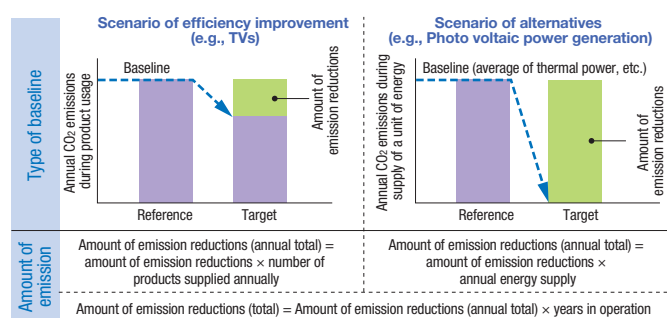 Type of baseline
Scenario of efficiency improvement
(e.g., TVs)
Annual CO2 emissions
during product usage
Baseline
Amount of
emission reductions
Reference
Target
Scenario of alternatives
(e.g., Photo voltaic power generation)
Annual CO2 emissions during
supply of a unit of energy
Baseline (average of thermal power, etc.)
Amount of
emission reductions
Reference
Target
Amount of
emission
Amount of emission reductions (annual total) =
amount of emission reductions × number of
products supplied annually
Amount of emission reductions (annual total) =
amount of emission reductions ×
annual energy supply
Amount of emission reductions (total) = Amount of emission reductions (annual total) × years in operation